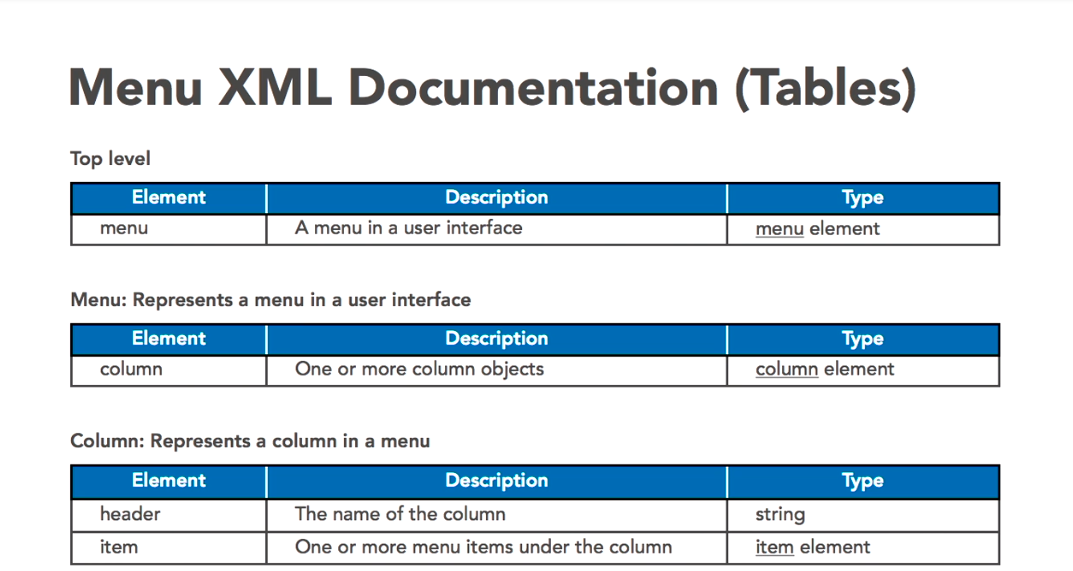 Menu XML Documentation (Tables)
Top level
Element Description Type
menu A menu in a user interface menu element
Menu: Represents a menu in a user interface
Element Description Type
column One or more column objects column element
Column: Represents a column in a menu
Element Description Type
header The name of the column string
item One or more menu items under the column item element